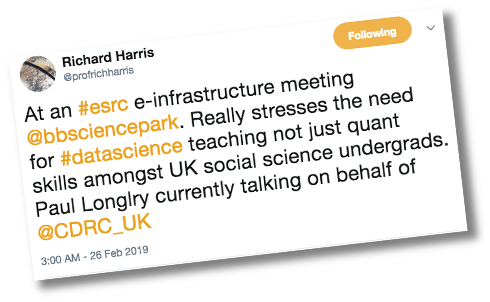 Richard Harris
@profrichharris
Following
At an #esrc e-infrastructure meeting
@bbsciencepark. Really stresses the need
for #datascience teaching not just quant
skills amongst UK social science undergrads.
Paul Longlry currently talking on behalf of
@CDRC_UK
3:00 AM - 26 Feb 2019